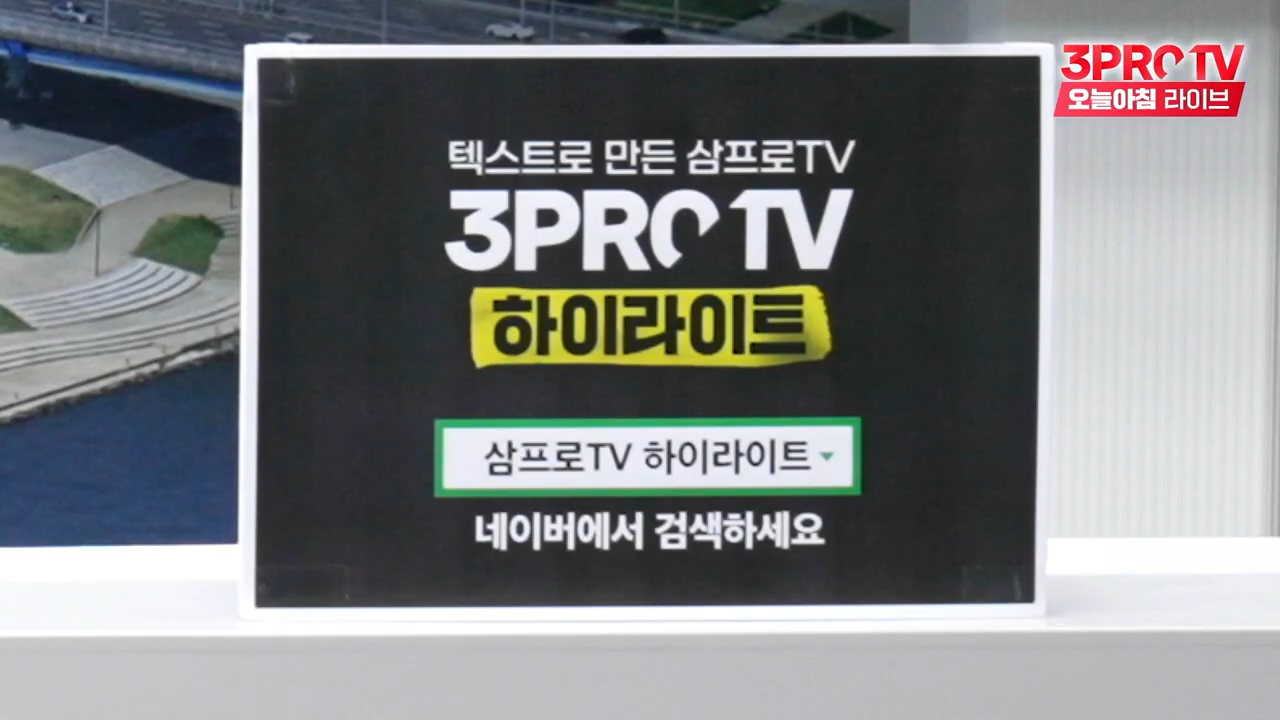 3PROTV
오늘아침 라이브
텍스트로 만든 삼프로TV
3PROTV
하이라이트
삼프로TV 하이라이트
네이버에서 검색하세요